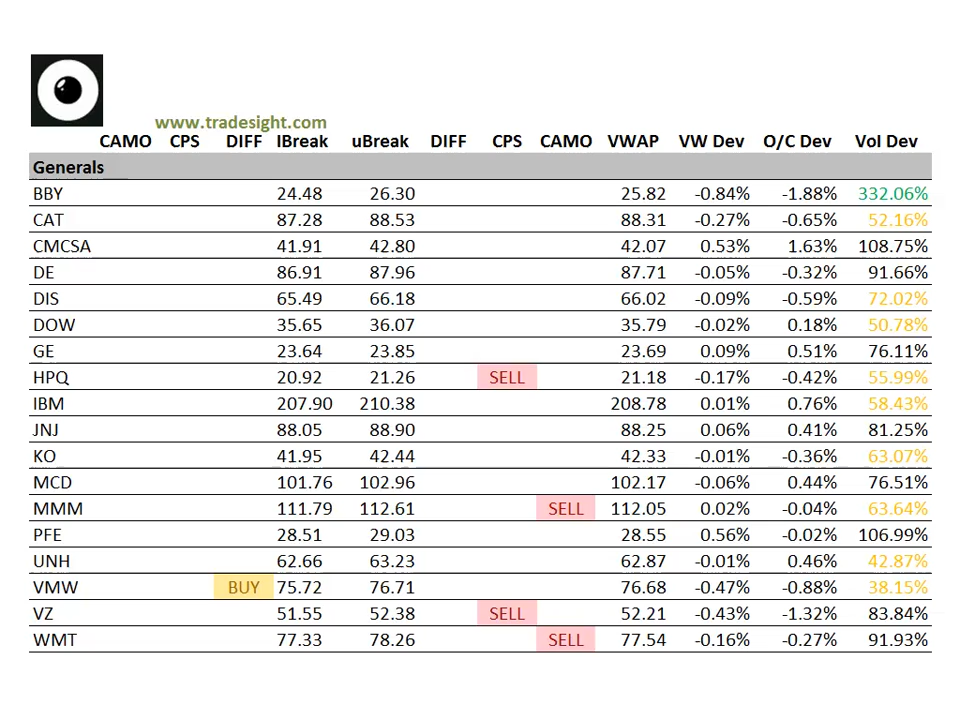 www.tradesight.com
CAMO CPS DIFF lBreak uBreak DIFF CPS CAMO VWAP VW Dev O/C Dev Vol Dev
Generals
BBY 24.48 26.30 25.82 -0.84% -1.88% 332.06%
CAT 87.28 88.53 88.31 -0.27% -0.65% 52.16%
CMCSA 41.91 42.80 42.07 0.53% 1.63% 108.75%
DE 86.91 87.96 87.71 -0.05% -0.32% 91.66%
DIS 65.49 66.18 66.02 -0.09% -0.59% 72.02%
DOW 35.65 36.07 35.79 -0.02% 0.18% 50.78%
GE 23.64 23.85 23.69 0.09% 0.51% 76.11%
HPQ 20.92 21.26 SELL 21.18 -0.17% -0.42% 55.99%
IBM 207.90 210.38 208.78 0.01% 0.76% 58.43%
JNJ 88.05 88.90 88.25 0.06% 0.41% 81.25%
KO 41.95 42.44 42.33 -0.01% -0.36% 63.07%
MCD 101.76 102.96 102.17 -0.06% 0.44% 76.51%
MMM 111.79 112.61 SELL 112.05 0.02% -0.04% 63.64%
PFE 28.51 29.03 28.55 0.56% -0.02% 106.99%
UNH 62.66 63.23 62.87 -0.01% 0.46% 42.87%
VMW BUY 75.72 76.71 76.68 -0.47% -0.88% 38.15%
VZ 51.55 52.38 SELL 52.21 -0.43% -1.32% 83.84%
WMT 77.33 78.26 SELL 77.54 -0.16% -0.27% 91.93%